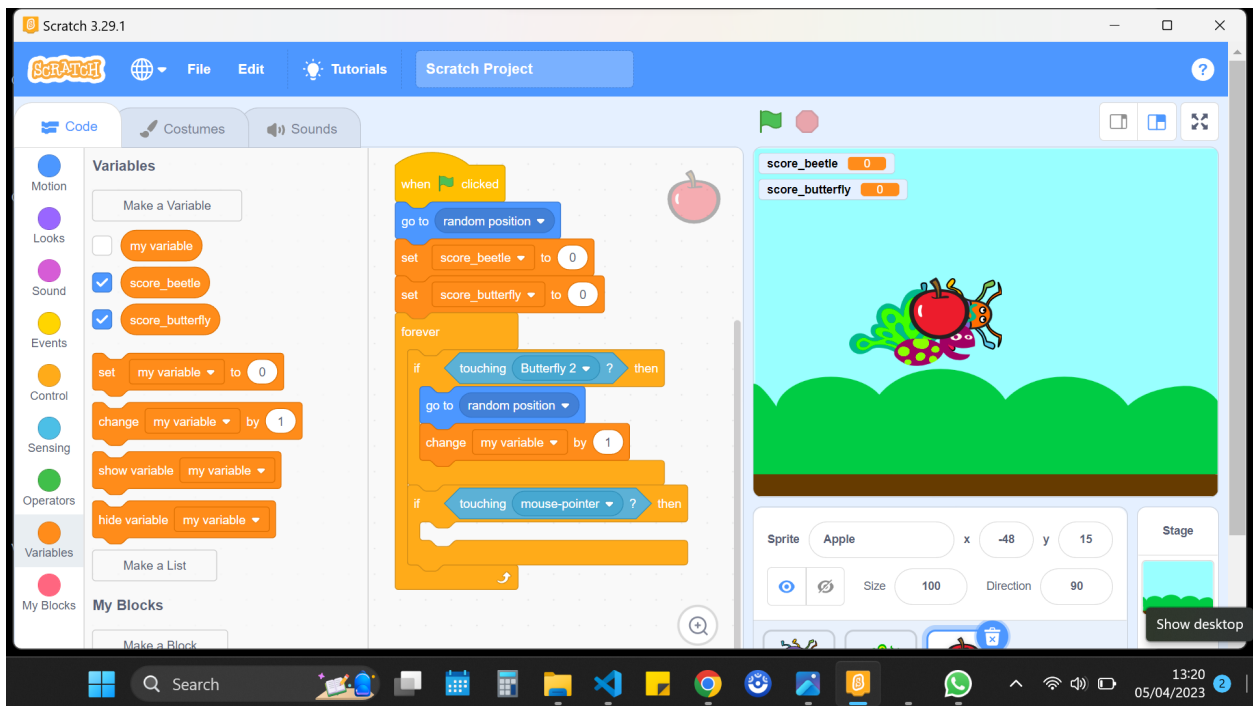 Scratch 3.29.1
SCRATCH File Edit Tutorials Scratch Project ?
Code Costumes Sounds
Motion
Looks
Sound
Events
Control
Sensing
Operators
Variables
My Blocks
Variables
Make a Variable
my variable
score_beetle
score_butterfly
set my variable to 0
change my variable by 1
show variable my variable
hide variable my variable
Make a List
My Blocks
Make a Block
when clicked
go to random position
set score_beetle to 0
set score_butterfly to 0
forever
if touching Butterfly 2 ? then
go to random position
change my variable by 1
if touching mouse-pointer ? then
score_beetle 0
score_butterfly 0
Sprite Apple x -48 y 15
Size 100 Direction 90
Stage
Show desktop
Search
13:20
05/04/2023 2